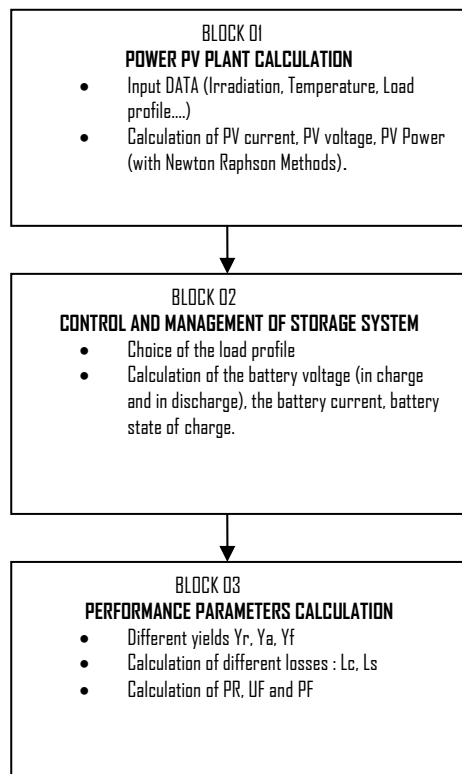 BLOCK 01
POWER PV PLANT CALCULATION
• Input DATA (Irradiation, Temperature, Load
profile....)
• Calculation of PV current, PV voltage, PV Power
(with Newton Raphson Methods).
BLOCK 02
CONTROL AND MANAGEMENT OF STORAGE SYSTEM
• Choice of the load profile
• Calculation of the battery voltage (in charge
and in discharge), the battery current, battery
state of charge.
BLOCK 03
PERFORMANCE PARAMETERS CALCULATION
• Different yields Yr, Ya, Yf
• Calculation of different losses : Lc, Ls
• Calculation of PR, UF and PF